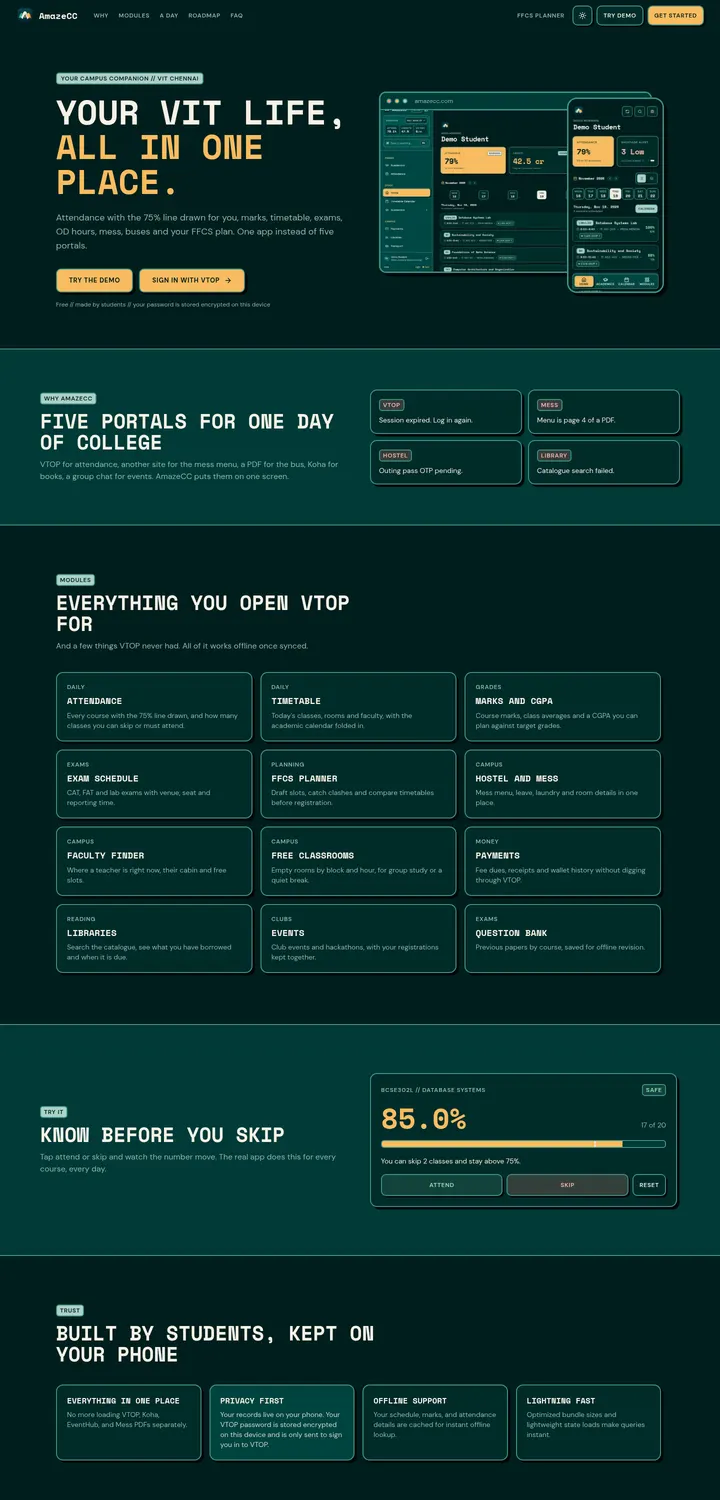 AmazeCC WHY MODULES A DAY ROADMAP FAQ FFCS PLANNER TRY DEMO GET STARTED
YOUR CAMPUS COMPANION // VIT CHENNAI
YOUR VIT LIFE,
ALL IN ONE
PLACE.
Attendance with the 75% line drawn for you, marks, timetable, exams,
OD hours, mess, buses and your FFCS plan. One app instead of five
portals.
TRY THE DEMO SIGN IN WITH VTOP →
Free // made by students // your password is stored encrypted on this device
amazecc.com
Demo Student
79%
42.5 cr
Demo Student
79%
3 Low
WHY AMAZECC
FIVE PORTALS FOR ONE DAY
OF COLLEGE
VTOP for attendance, another site for the mess menu, a PDF for the bus, Koha for
books, a group chat for events. AmazeCC puts them on one screen.
VTOP
Session expired. Log in again.
MESS
Menu is page 4 of a PDF.
HOSTEL
Outing pass OTP pending.
LIBRARY
Catalogue search failed.
MODULES
EVERYTHING YOU OPEN VTOP
FOR
And a few things VTOP never had. All of it works offline once synced.
DAILY
ATTENDANCE
Every course with the 75% line drawn, and how many
classes you can skip or must attend.
DAILY
TIMETABLE
Today's classes, rooms and faculty, with the
academic calendar folded in.
GRADES
MARKS AND CGPA
Course marks, class averages and a CGPA you can
plan against target grades.
EXAMS
EXAM SCHEDULE
CAT, FAT and lab exams with venue, seat and
reporting time.
PLANNING
FFCS PLANNER
Draft slots, catch clashes and compare timetables
before registration.
CAMPUS
HOSTEL AND MESS
Mess menu, leave, laundry and room details in one
place.
CAMPUS
FACULTY FINDER
Where a teacher is right now, their cabin and free
slots.
CAMPUS
FREE CLASSROOMS
Empty rooms by block and hour, for group study or a
quiet break.
MONEY
PAYMENTS
Fee dues, receipts and wallet history without digging
through VTOP.
READING
LIBRARIES
Search the catalogue, see what you have borrowed
and when it is due.
CLUBS
EVENTS
Club events and hackathons, with your registrations
kept together.
EXAMS
QUESTION BANK
Previous papers by course, saved for offline revision.
TRY IT
KNOW BEFORE YOU SKIP
Tap attend or skip and watch the number move. The real app does this for every
course, every day.
BCSE302L // DATABASE SYSTEMS SAFE
85.0% 17 of 20
You can skip 2 classes and stay above 75%.
ATTEND SKIP RESET
TRUST
BUILT BY STUDENTS, KEPT ON
YOUR PHONE
EVERYTHING IN ONE PLACE
No more loading VTOP, Koha,
EventHub, and Mess PDFs separately.
PRIVACY FIRST
Your records live on your phone. Your
VTOP password is stored encrypted
on this device and is only sent to sign
you in to VTOP.
OFFLINE SUPPORT
Your schedule, marks, and attendance
details are cached for instant offline
lookup.
LIGHTNING FAST
Optimized bundle sizes and
lightweight state loads make queries
instant.